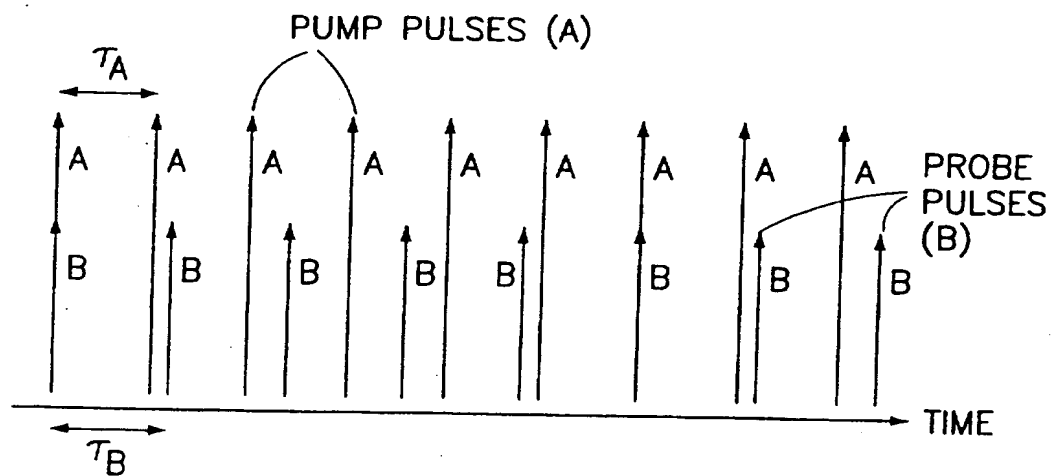 PUMP PULSES (A)
τA
A A A A A A A A A
PROBE
PULSES
(B)
B B B B B B B B
TIME
τB